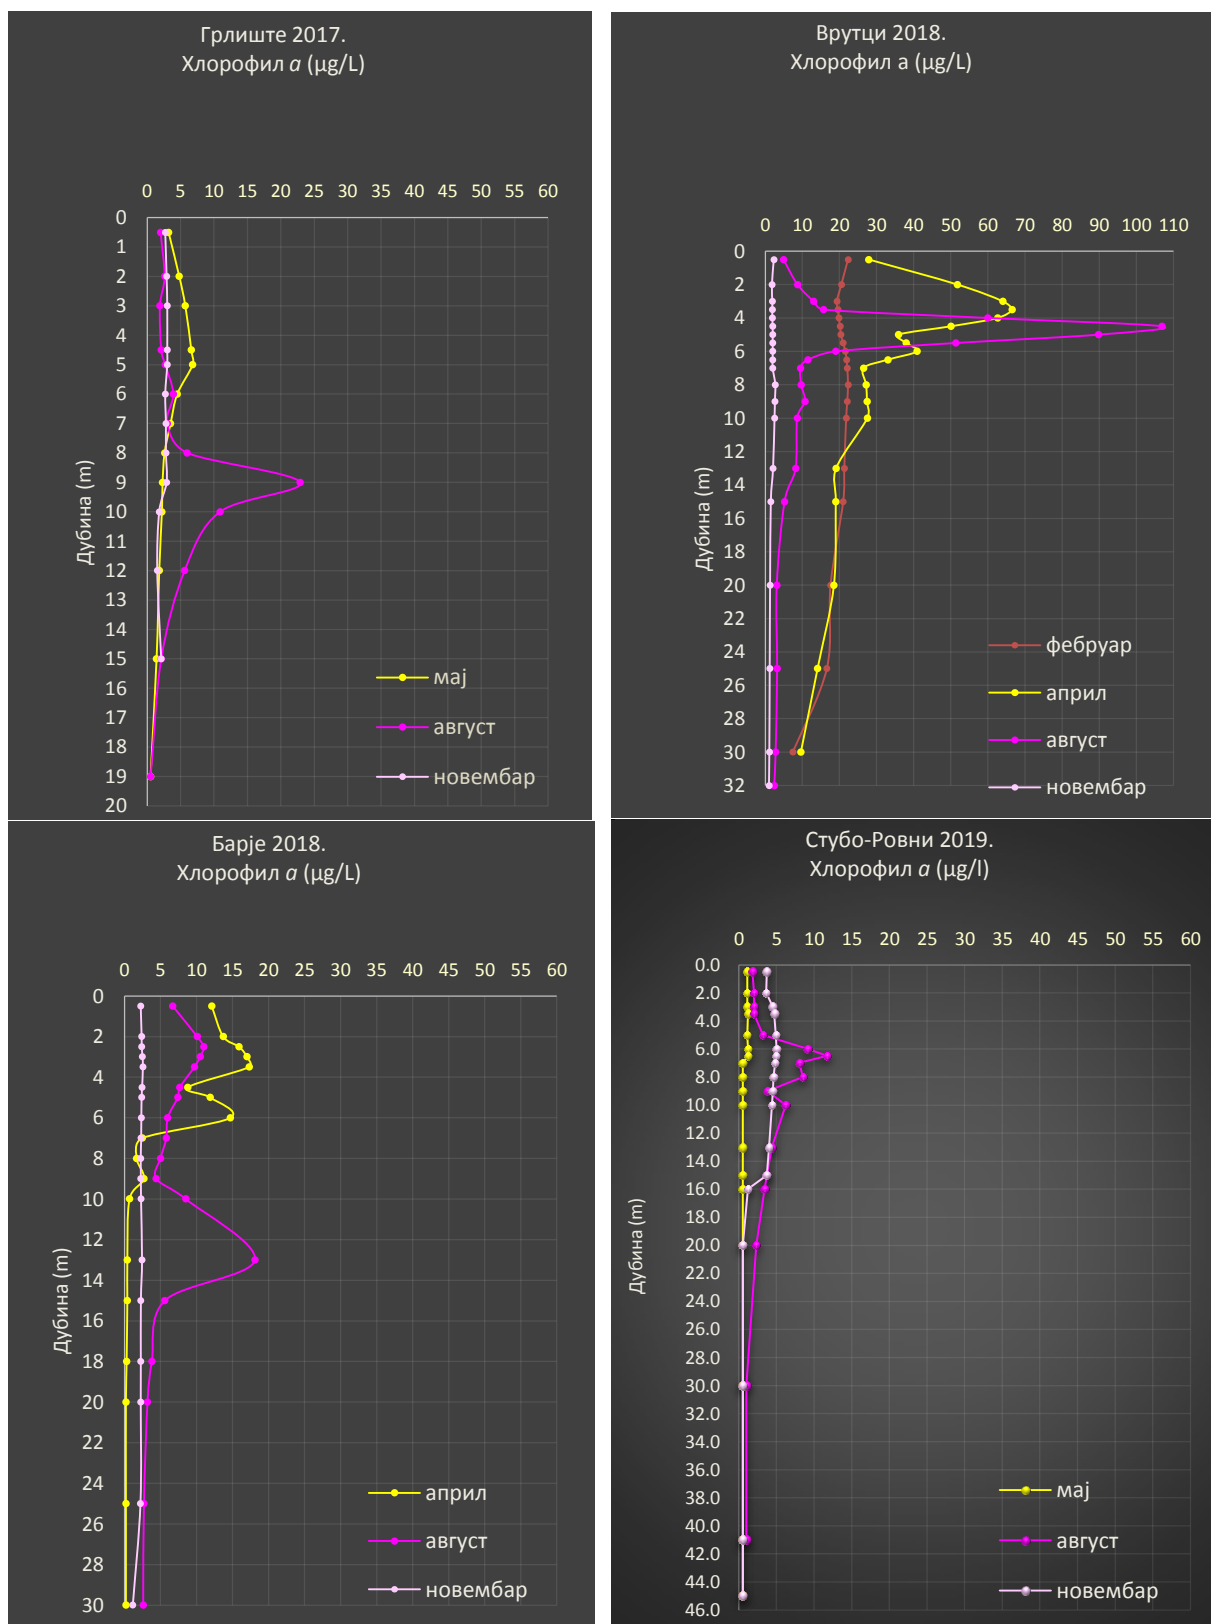 Грлиште 2017.
Хлорофил a (µg/L)
0 5 10 15 20 25 30 35 40 45 50 55 60
0
1
2
3
4
5
6
7
8
9
10
11
12
13
14
15
16
17
18
19
20
Дубина (m)
мај
август
новембар
Врутци 2018.
Хлорофил а (µg/L)
0 10 20 30 40 50 60 70 80 90 100 110
0
2
4
6
8
10
12
14
16
18
20
22
24
26
28
30
32
Дубина (m)
фебруар
април
август
новембар
Барје 2018.
Хлорофил a (µg/L)
0 5 10 15 20 25 30 35 40 45 50 55 60
0
2
4
6
8
10
12
14
16
18
20
22
24
26
28
30
Дубина (m)
април
август
новембар
Стубо-Ровни 2019.
Хлорофил a (µg/l)
0 5 10 15 20 25 30 35 40 45 50 55 60
0.0
2.0
4.0
6.0
8.0
10.0
12.0
14.0
16.0
18.0
20.0
22.0
24.0
26.0
28.0
30.0
32.0
34.0
36.0
38.0
40.0
42.0
44.0
46.0
Дубина (m)
мај
август
новембар